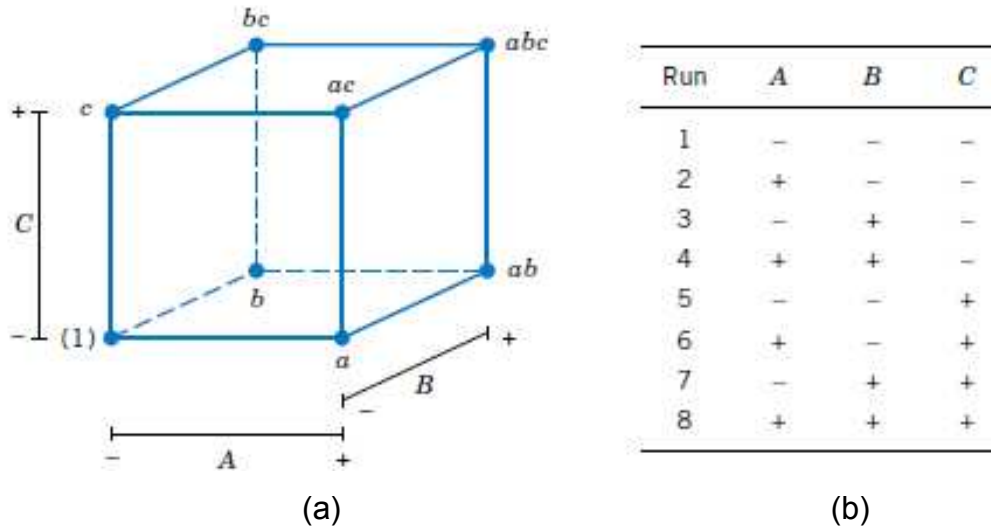 bc
abc
ac
c
+
C
−
(1)
b
ab
a
+
B
−
−
A
+
(a)
Run A B C
1 − − −
2 + − −
3 − + −
4 + + −
5 − − +
6 + − +
7 − + +
8 + + +
(b)